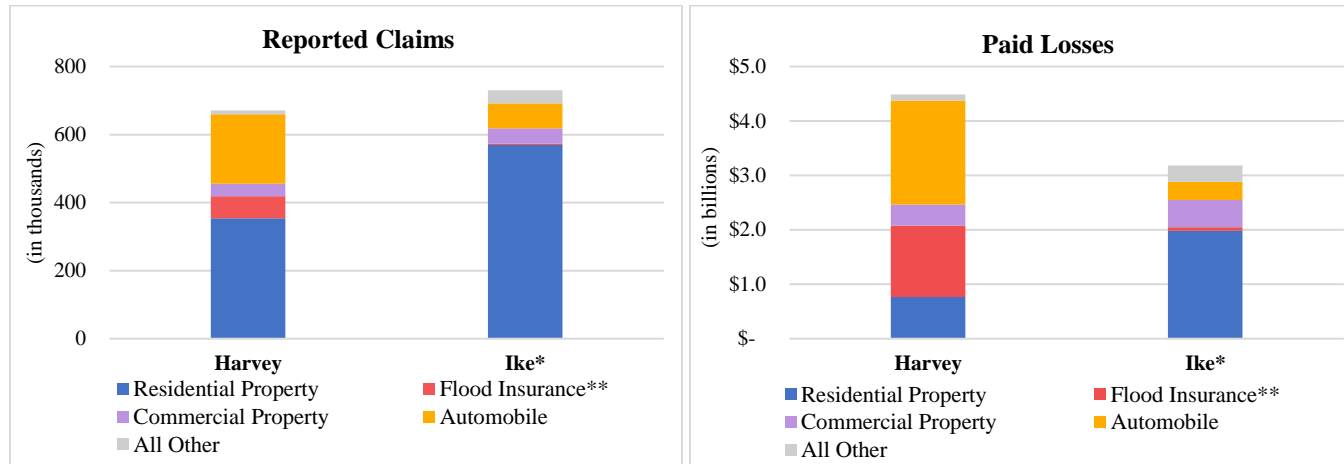 Reported Claims
(in thousands)
800
600
400
200
0
Harvey
Ike*
Residential Property
Flood Insurance**
Commercial Property
Automobile
All Other
Paid Losses
(in billions)
$5.0
$4.0
$3.0
$2.0
$1.0
$-
Harvey
Ike*
Residential Property
Flood Insurance**
Commercial Property
Automobile
All Other